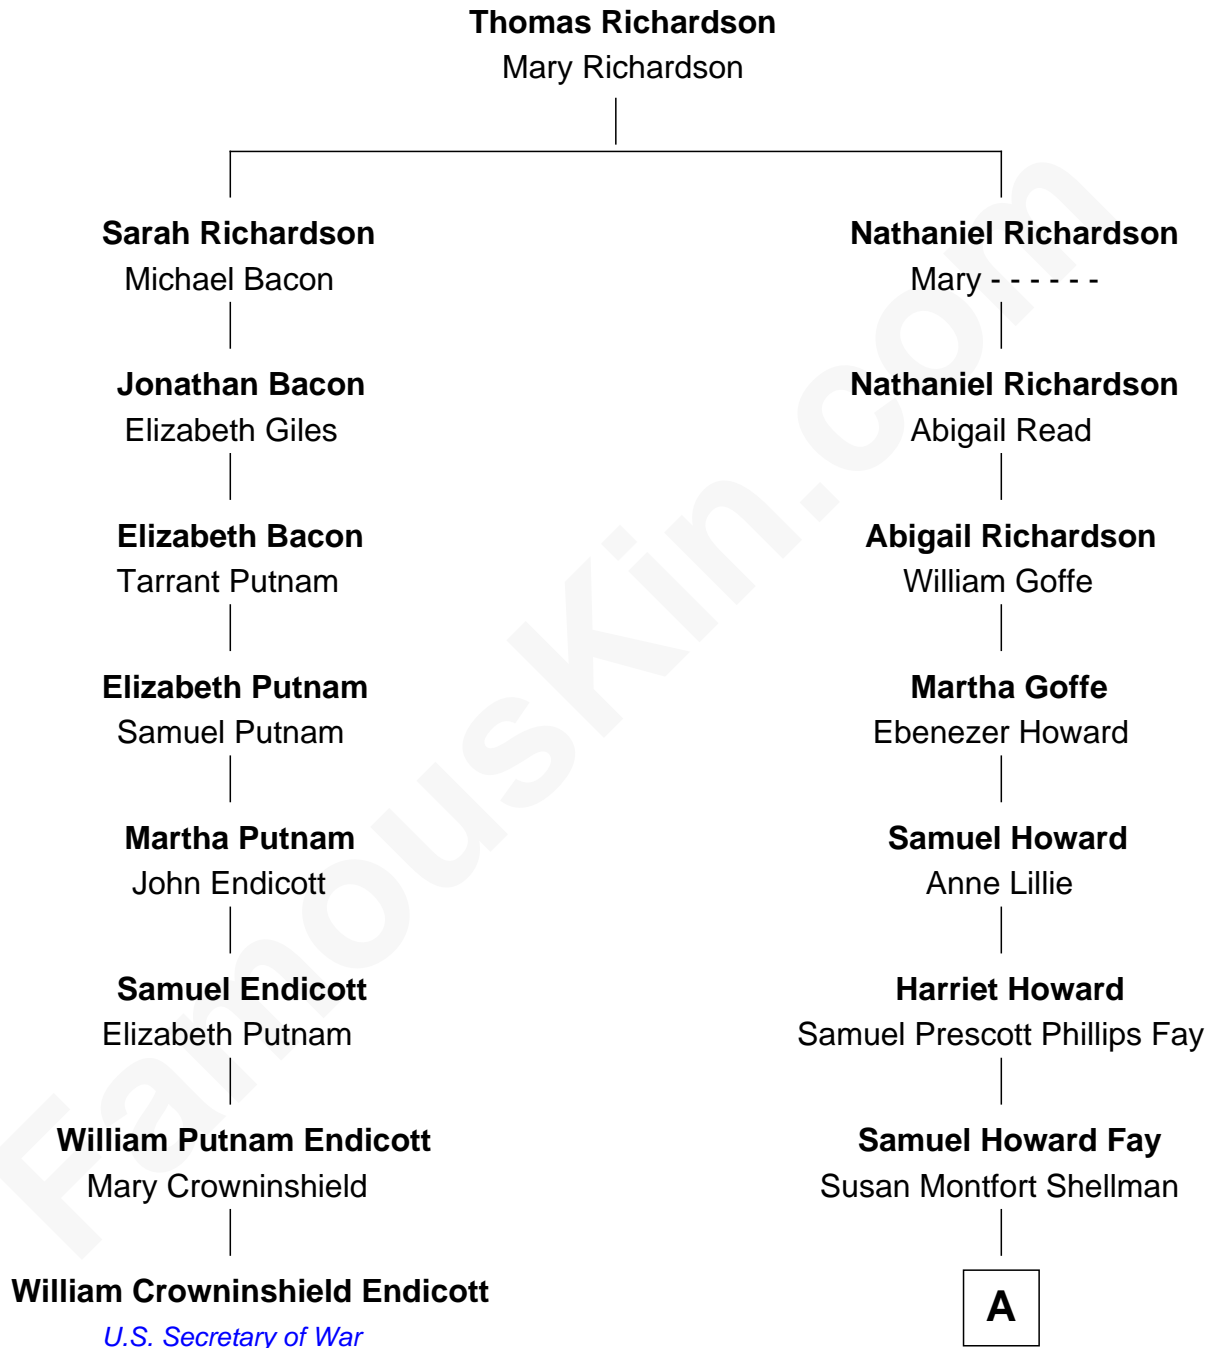 Thomas Richardson
Mary Richardson
Sarah Richardson
Michael Bacon
Jonathan Bacon
Elizabeth Giles
Elizabeth Bacon
Tarrant Putnam
Elizabeth Putnam
Samuel Putnam
Martha Putnam
John Endicott
Samuel Endicott
Elizabeth Putnam
William Putnam Endicott
Mary Crowninshield
William Crowninshield Endicott
U.S. Secretary of War
Nathaniel Richardson
Mary - - - - - -
Nathaniel Richardson
Abigail Read
Abigail Richardson
William Goffe
Martha Goffe
Ebenezer Howard
Samuel Howard
Anne Lillie
Harriet Howard
Samuel Prescott Phillips Fay
Samuel Howard Fay
Susan Montfort Shellman
A
FamousKin.com